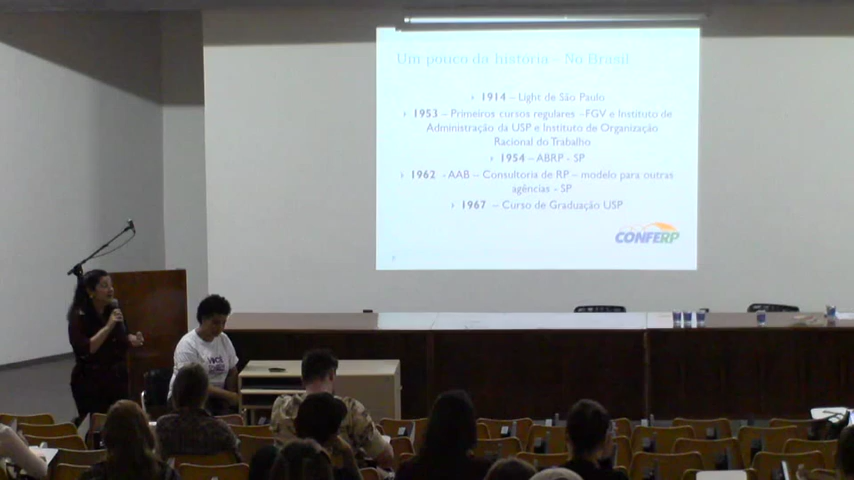 Um pouco da história - No Brasil
› 1914 – Light de São Paulo
› 1953 – Primeiros cursos regulares –FGV e Instituto de
Administração da USP e Instituto de Organização
Racional do Trabalho
› 1954 – ABRP - SP
› 1962 - AAB – Consultoria de RP – modelo para outras
agências - SP
› 1967 – Curso de Graduação USP
CONFERP